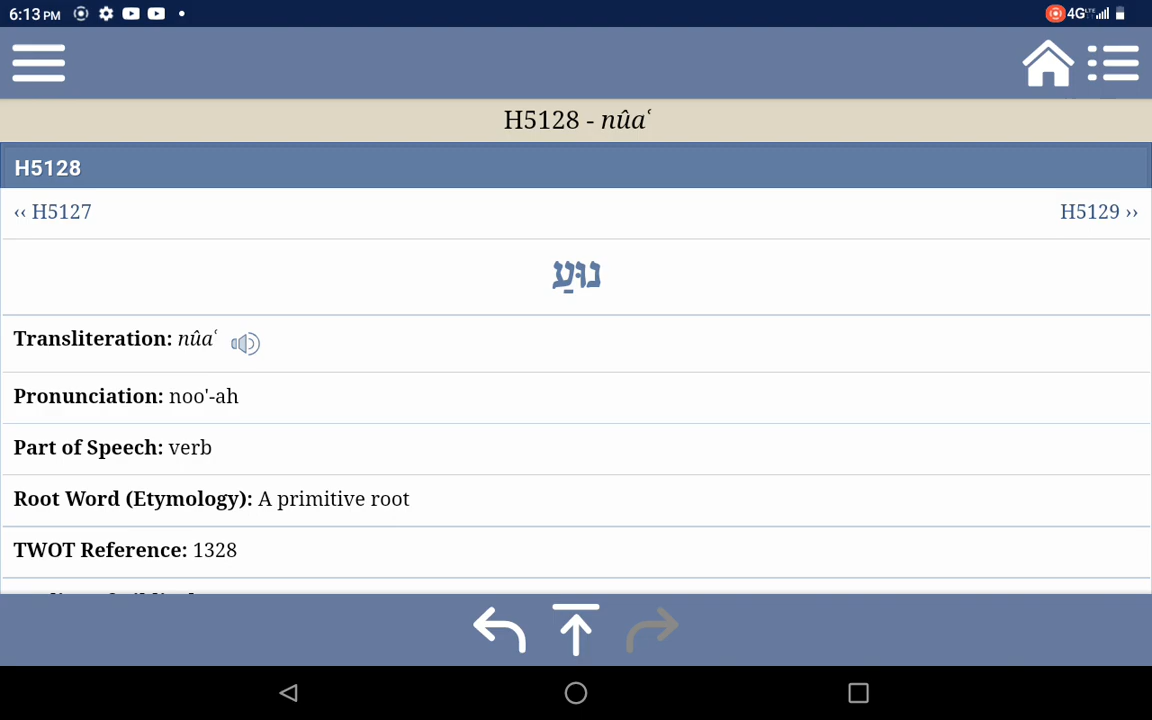 6:13 PM 4G LTE
H5128 - nûaʿ
H5128
‹‹ H5127 H5129 ››
נוּעַ
Transliteration: nûaʿ
Pronunciation: noo'-ah
Part of Speech: verb
Root Word (Etymology): A primitive root
TWOT Reference: 1328